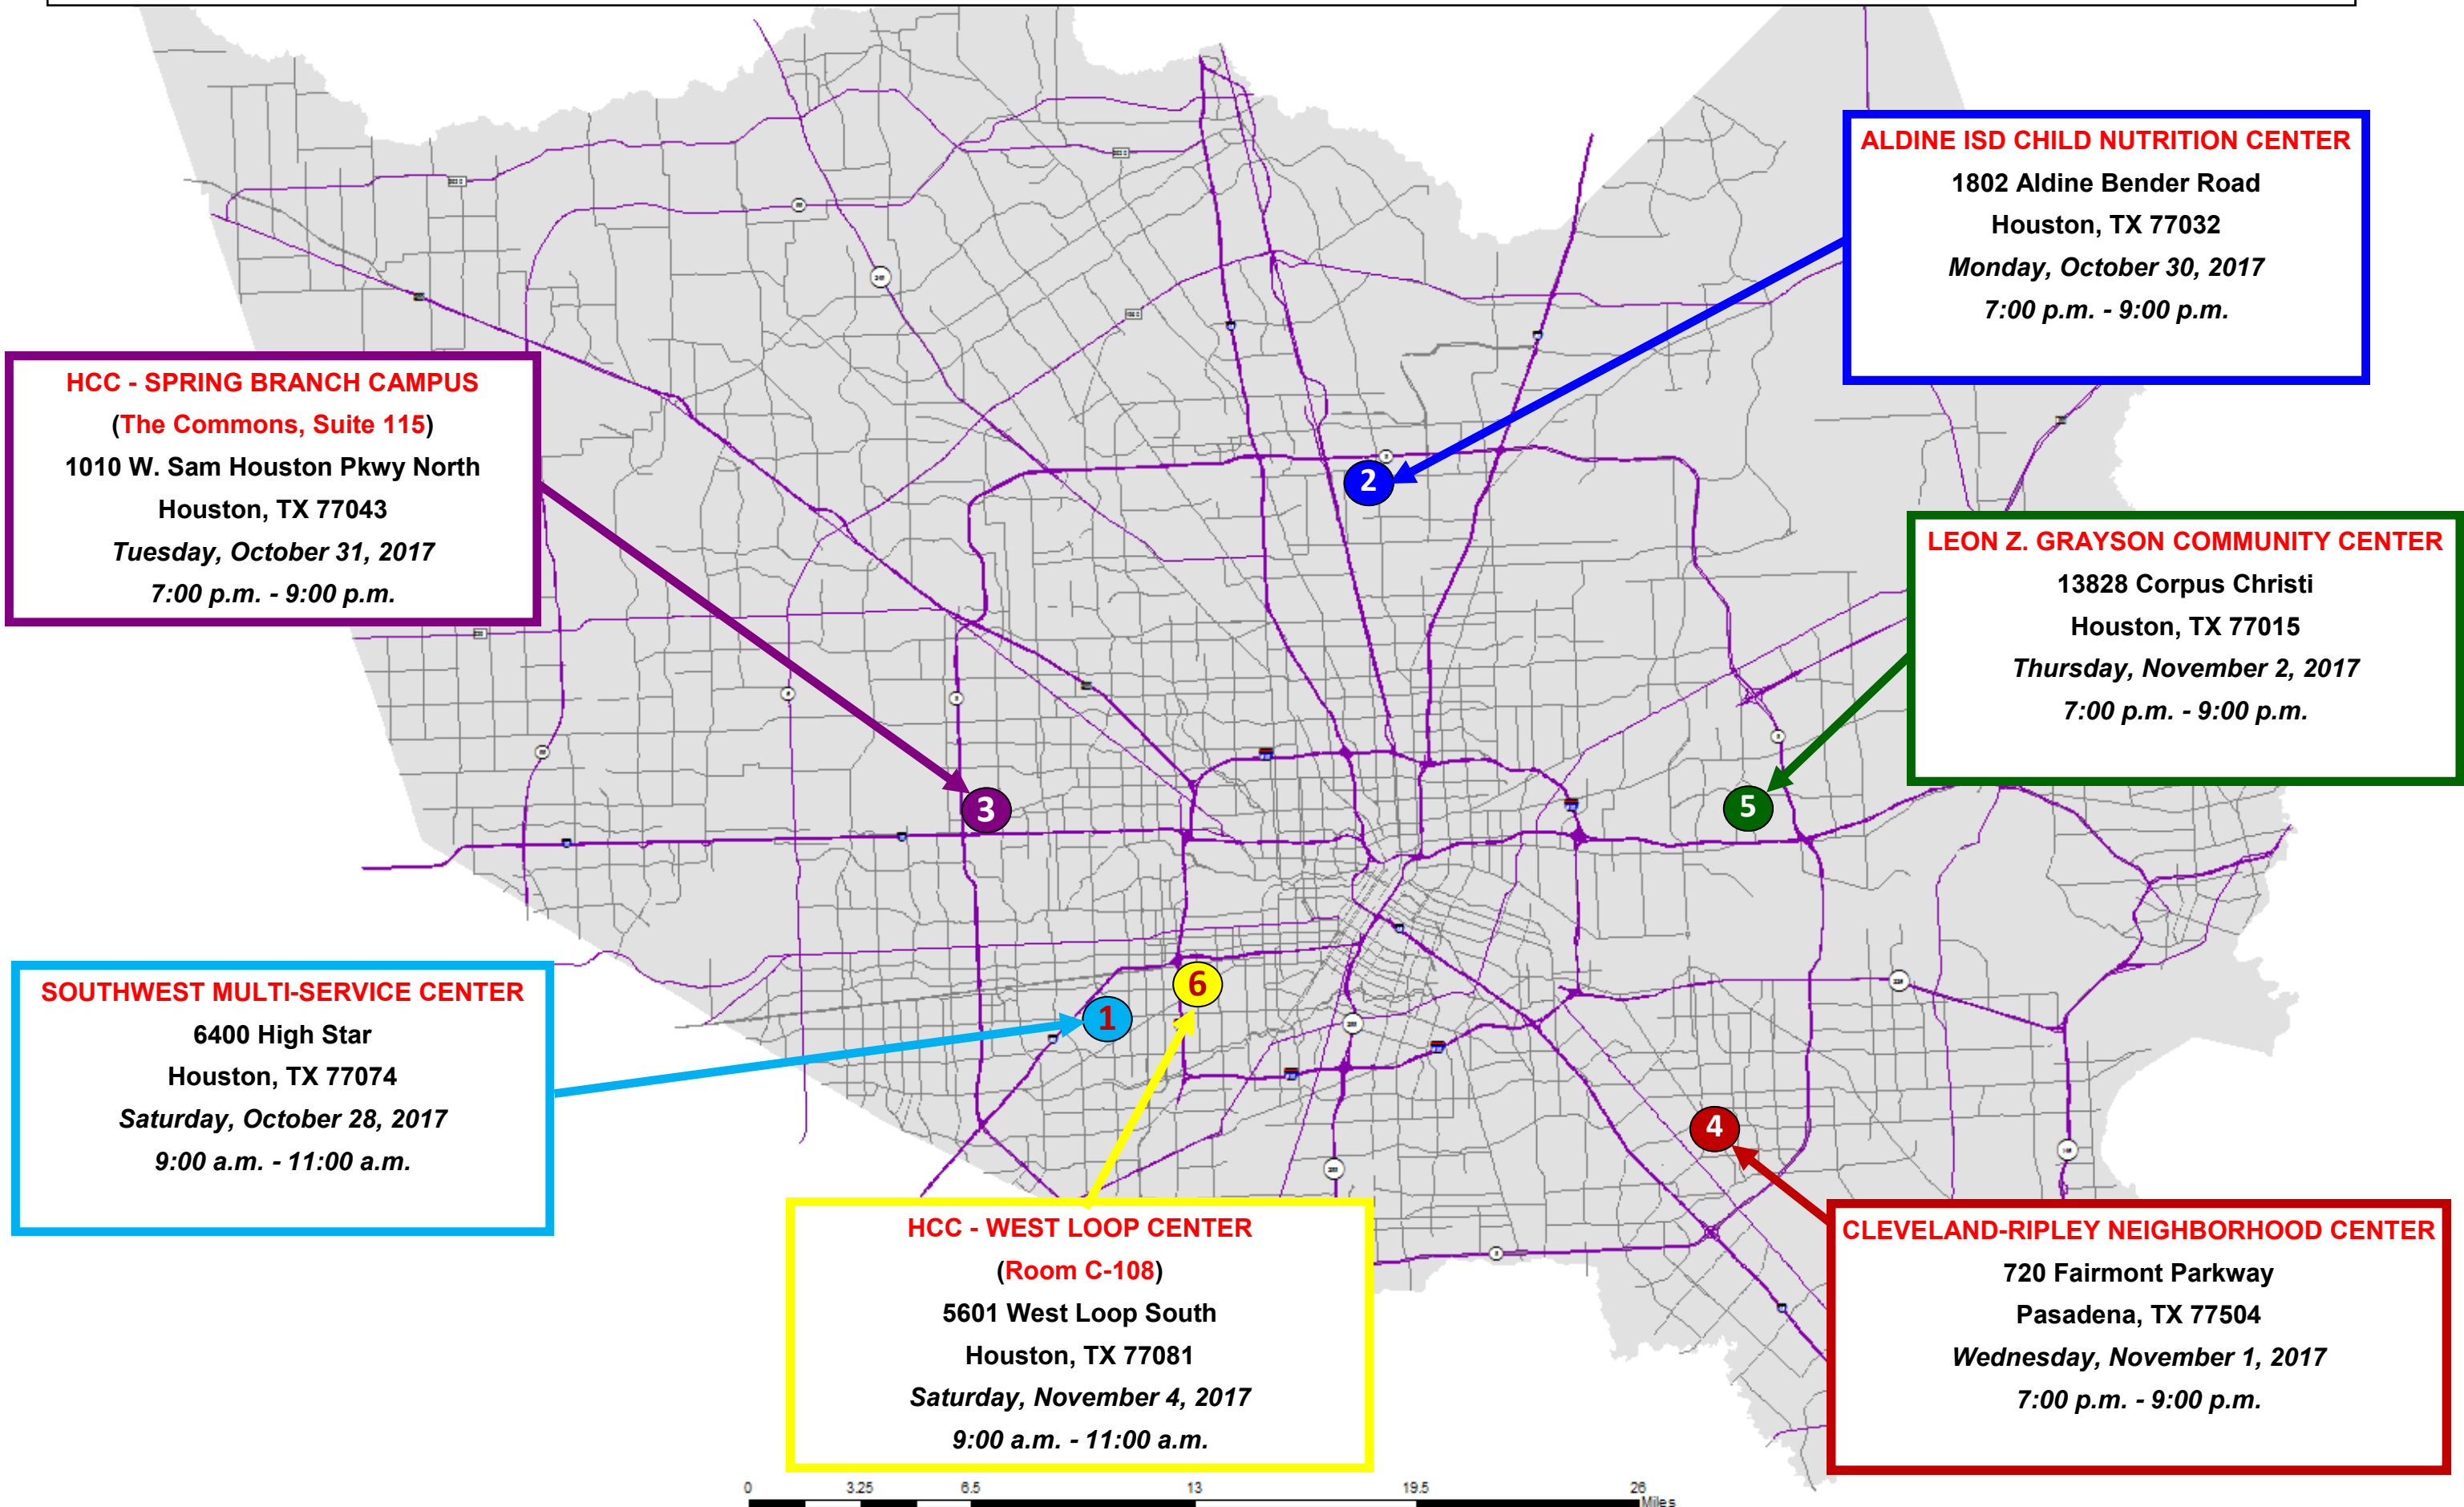 ALDINE ISD CHILD NUTRITION CENTER
1802 Aldine Bender Road
Houston, TX 77032
Monday, October 30, 2017
7:00 p.m. - 9:00 p.m.
HCC - SPRING BRANCH CAMPUS
(The Commons, Suite 115)
1010 W. Sam Houston Pkwy North
Houston, TX 77043
Tuesday, October 31, 2017
7:00 p.m. - 9:00 p.m.
2
LEON Z. GRAYSON COMMUNITY CENTER
13828 Corpus Christi
Houston, TX 77015
Thursday, November 2, 2017
7:00 p.m. - 9:00 p.m.
3
5
SOUTHWEST MULTI-SERVICE CENTER
6400 High Star
Houston, TX 77074
Saturday, October 28, 2017
9:00 a.m. - 11:00 a.m.
6
1
4
HCC - WEST LOOP CENTER
(Room C-108)
5601 West Loop South
Houston, TX 77081
Saturday, November 4, 2017
9:00 a.m. - 11:00 a.m.
CLEVELAND-RIPLEY NEIGHBORHOOD CENTER
720 Fairmont Parkway
Pasadena, TX 77504
Wednesday, November 1, 2017
7:00 p.m. - 9:00 p.m.
0 3.25 6.5 13 19.5 26
Miles